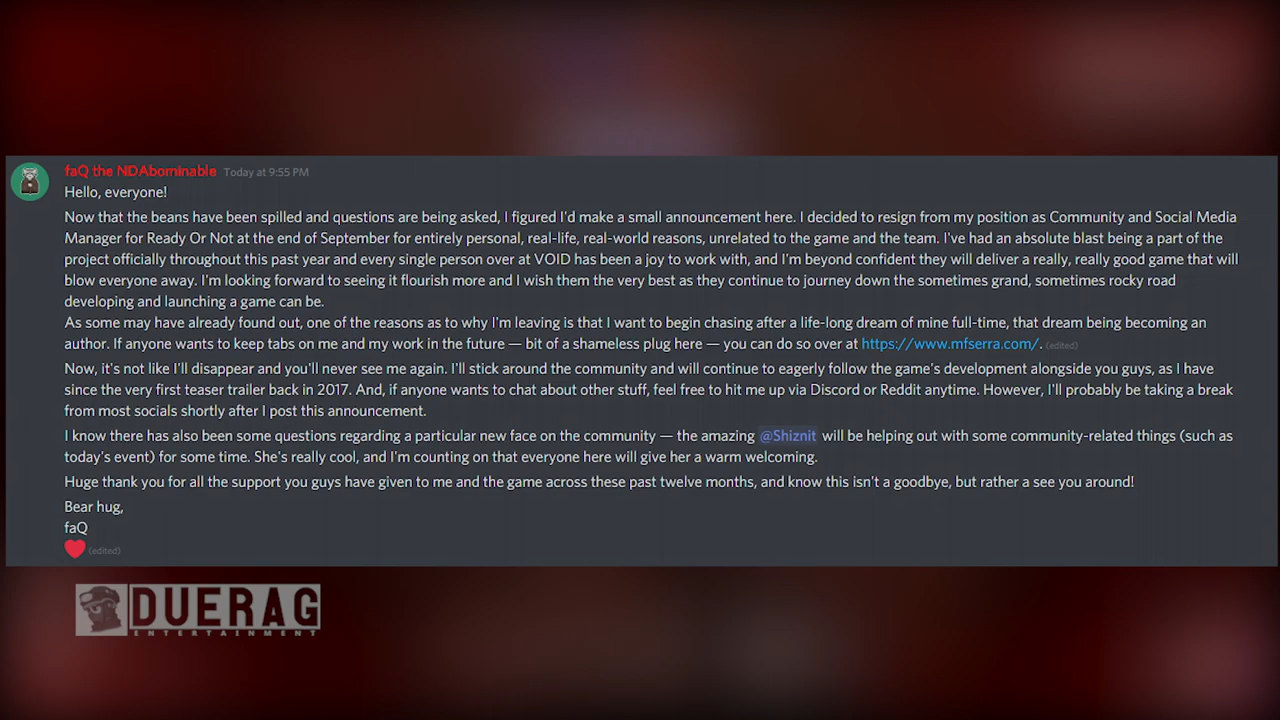 faQ the NDAbominable Today at 9:55 PM
Hello, everyone!
Now that the beans have been spilled and questions are being asked, I figured I'd make a small announcement here. I decided to resign from my position as Community and Social Media
Manager for Ready Or Not at the end of September for entirely personal, real-life, real-world reasons, unrelated to the game and the team. I've had an absolute blast being a part of the
project officially throughout this past year and every single person over at VOID has been a joy to work with, and I'm beyond confident they will deliver a really, really good game that will
blow everyone away. I'm looking forward to seeing it flourish more and I wish them the very best as they continue to journey down the sometimes grand, sometimes rocky road
developing and launching a game can be.
As some may have already found out, one of the reasons as to why I'm leaving is that I want to begin chasing after a life-long dream of mine full-time, that dream being becoming an
author. If anyone wants to keep tabs on me and my work in the future — bit of a shameless plug here — you can do so over at https://www.mfserra.com/. (edited)
Now, it's not like I'll disappear and you'll never see me again. I'll stick around the community and will continue to eagerly follow the game's development alongside you guys, as I have
since the very first teaser trailer back in 2017. And, if anyone wants to chat about other stuff, feel free to hit me up via Discord or Reddit anytime. However, I'll probably be taking a break
from most socials shortly after I post this announcement.
I know there has also been some questions regarding a particular new face on the community — the amazing @Shiznit will be helping out with some community-related things (such as
today's event) for some time. She's really cool, and I'm counting on that everyone here will give her a warm welcoming.
Huge thank you for all the support you guys have given to me and the game across these past twelve months, and know this isn't a goodbye, but rather a see you around!
Bear hug,
faQ
(edited)
DUERAG
ENTERTAINMENT